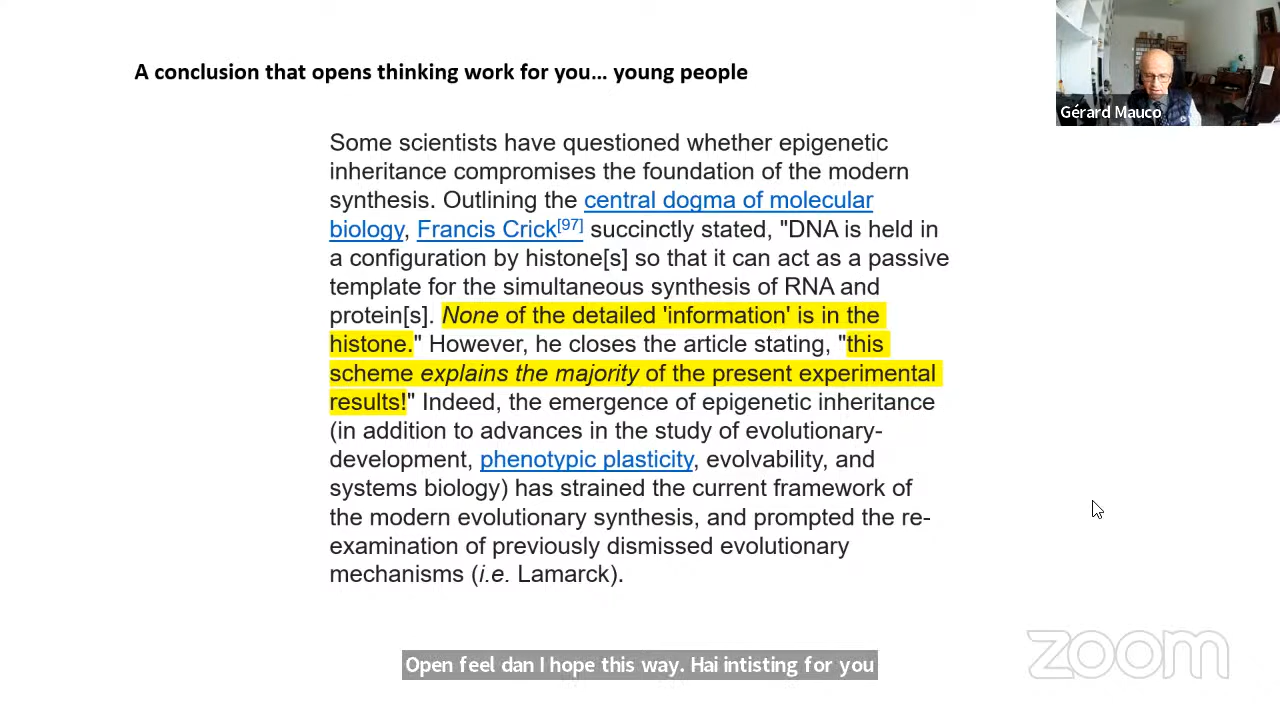 A conclusion that opens thinking work for you... young people
Gérard Mauco
Some scientists have questioned whether epigenetic
inheritance compromises the foundation of the modern
synthesis. Outlining the central dogma of molecular
biology, Francis Crick[97] succinctly stated, "DNA is held in
a configuration by histone[s] so that it can act as a passive
template for the simultaneous synthesis of RNA and
protein[s]. None of the detailed 'information' is in the
histone." However, he closes the article stating, "this
scheme explains the majority of the present experimental
results!" Indeed, the emergence of epigenetic inheritance
(in addition to advances in the study of evolutionary-
development, phenotypic plasticity, evolvability, and
systems biology) has strained the current framework of
the modern evolutionary synthesis, and prompted the re-
examination of previously dismissed evolutionary
mechanisms (i.e. Lamarck).
Open feel dan I hope this way. Hai intisting for you
zoom